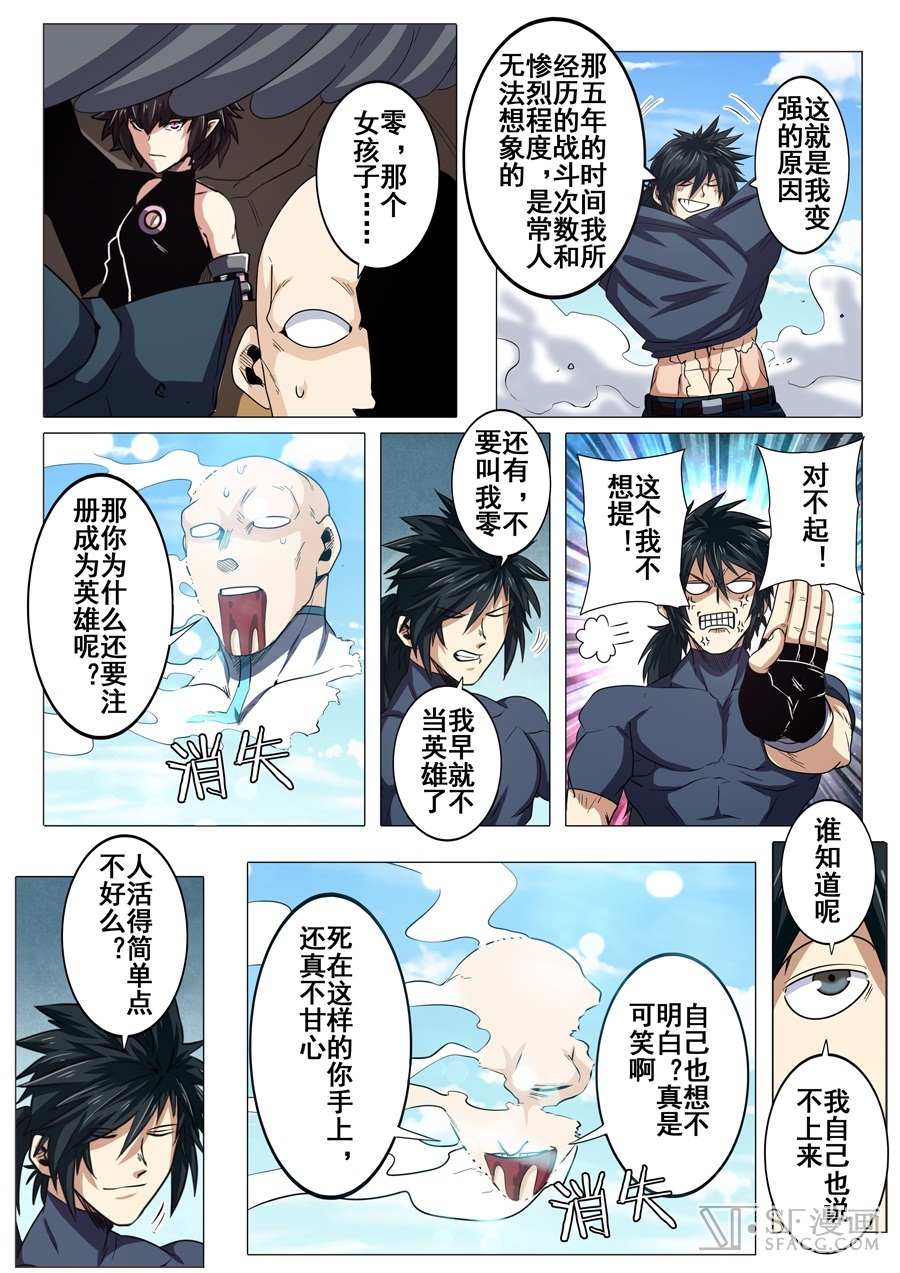 这就是我变
强的原因
那五年的时间我所
经历的战斗次数和
惨烈程度，是常人
无法想象的
零，那个
女孩子……
对不起！
这个我不
想提！
还有，不
要叫我零
我早就不
当英雄了
那你为什么还要注
册成为英雄呢？
消失
谁知道呢
我自己也说
不上来
自己也想不
明白？真是
可笑啊
死在这样的你手上，
还真不甘心
消失
人活得简单点
不好么？
SF漫画
SFACG.COM